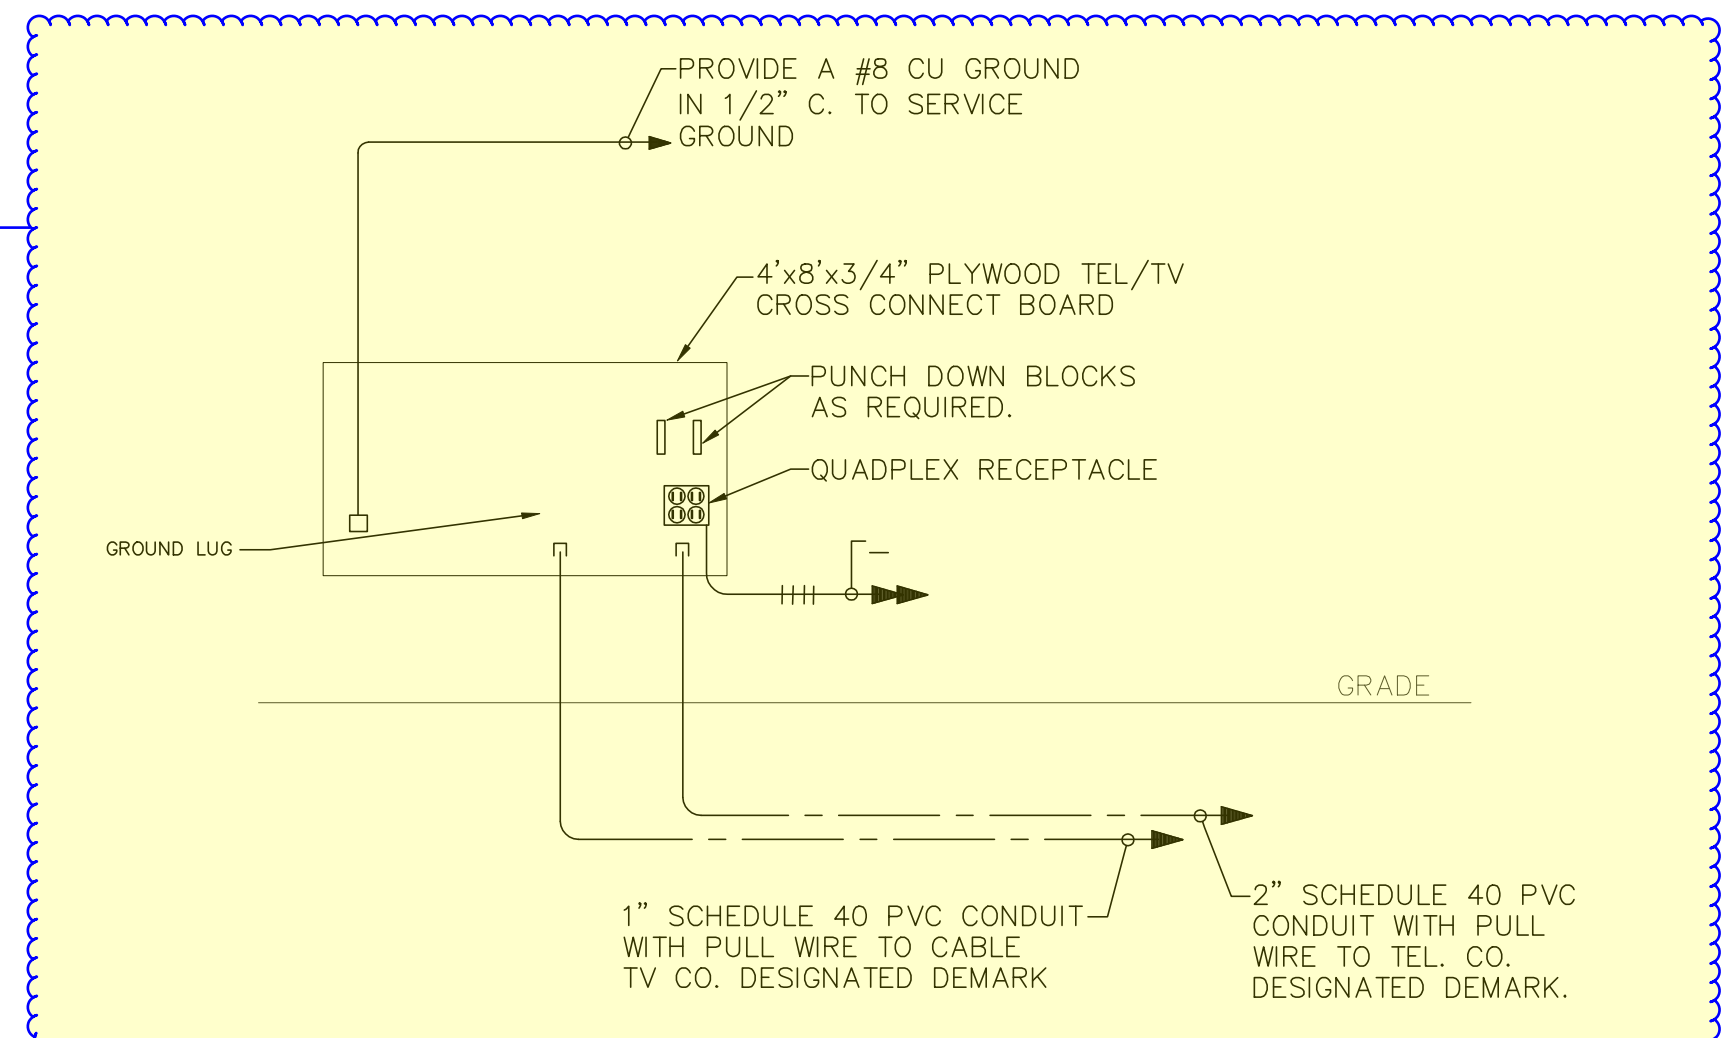 PROVIDE A #8 CU GROUND
IN 1/2” C. TO SERVICE
GROUND
4’x8’x3/4” PLYWOOD TEL/TV
CROSS CONNECT BOARD
PUNCH DOWN BLOCKS
AS REQUIRED.
QUADPLEX RECEPTACLE
GROUND LUG
GRADE
1” SCHEDULE 40 PVC CONDUIT
WITH PULL WIRE TO CABLE
TV CO. DESIGNATED DEMARK
2” SCHEDULE 40 PVC
CONDUIT WITH PULL
WIRE TO TEL. CO.
DESIGNATED DEMARK.